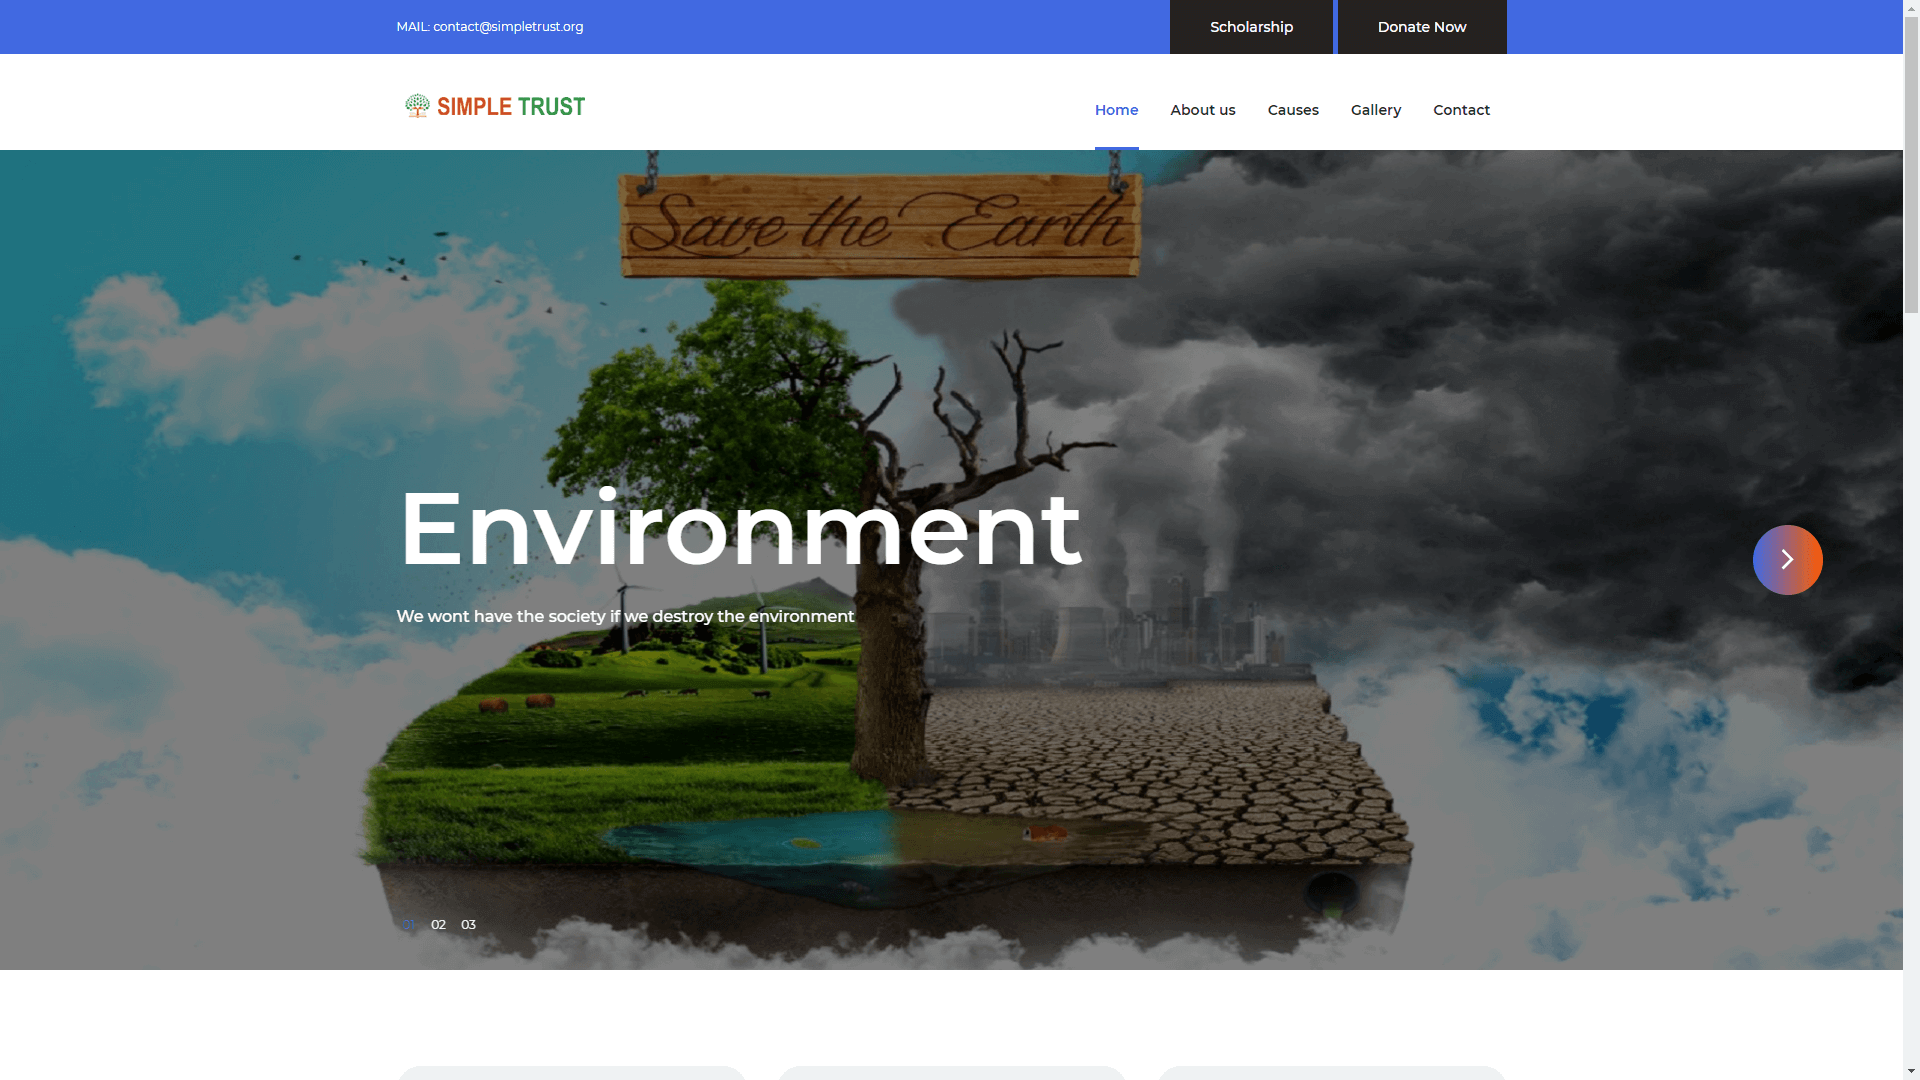 MAIL: contact@simpletrust.org
Scholarship
Donate Now
SIMPLE TRUST
Home
About us
Causes
Gallery
Contact
Save the Earth
Environment
We wont have the society if we destroy the environment
01 02 03